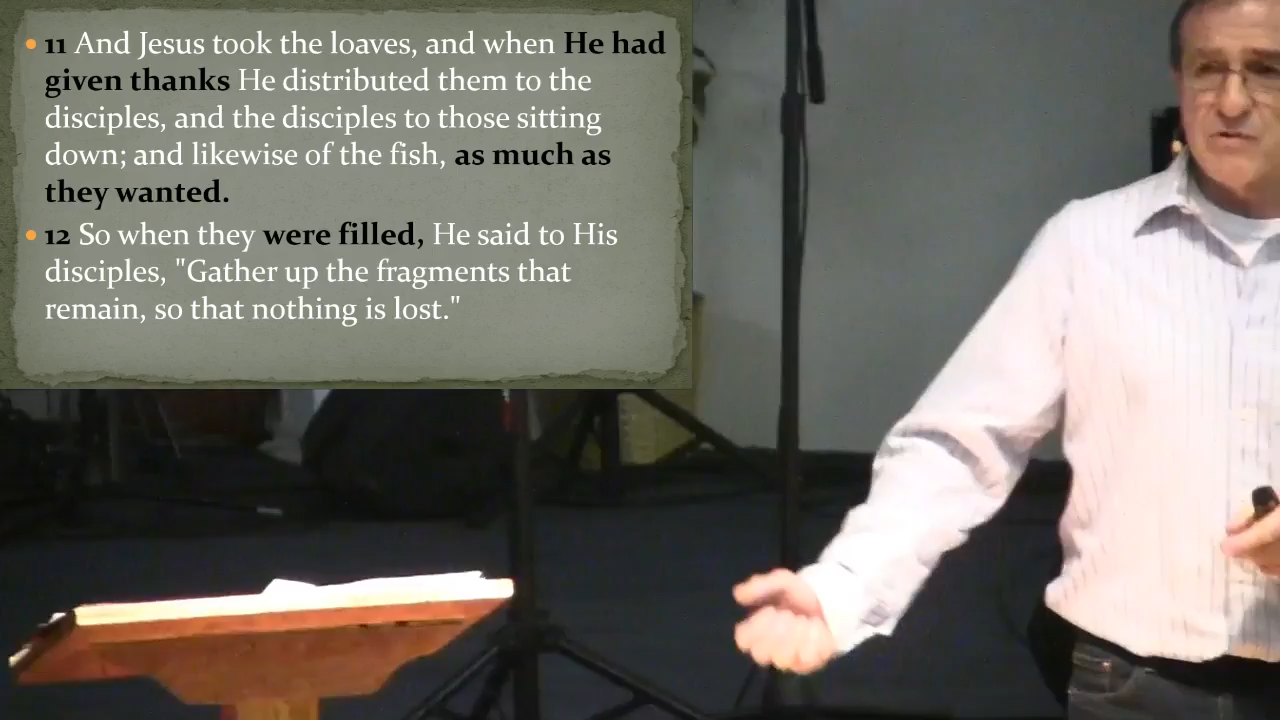 • 11 And Jesus took the loaves, and when He had
given thanks He distributed them to the
disciples, and the disciples to those sitting
down; and likewise of the fish, as much as
they wanted.
• 12 So when they were filled, He said to His
disciples, "Gather up the fragments that
remain, so that nothing is lost."